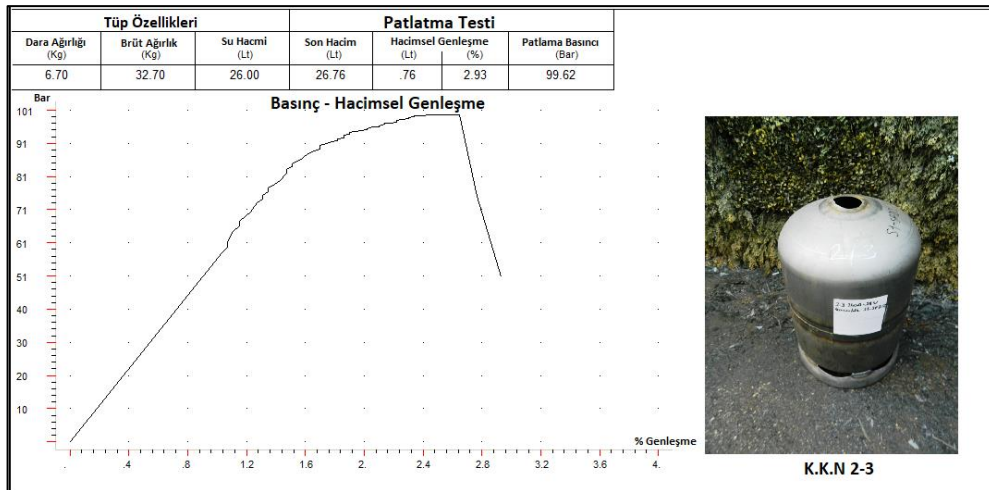 Tüp Özellikleri Patlatma Testi
Dara Ağırlığı Brüt Ağırlık Su Hacmi Son Hacim Hacimsel Genleşme Patlama Basıncı
(Kg) (Kg) (Lt) (Lt) (Lt) (%) (Bar)
6.70 32.70 26.00 26.76 .76 2.93 99.62
Bar
Basınç - Hacimsel Genleşme
101
91
81
71
61
51
40
30
20
10
% Genleşme
. .4 .8 1.2 1.6 2.0 2.4 2.8 3.2 3.6 4.
2-3
K.K.N 2-3